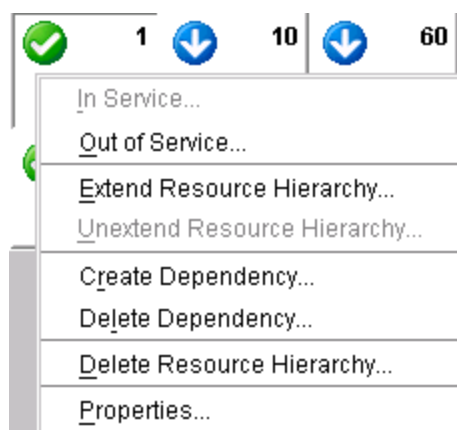 1 10 60
In Service...
Out of Service...
Extend Resource Hierarchy...
Unextend Resource Hierarchy...
Create Dependency...
Delete Dependency...
Delete Resource Hierarchy...
Properties...